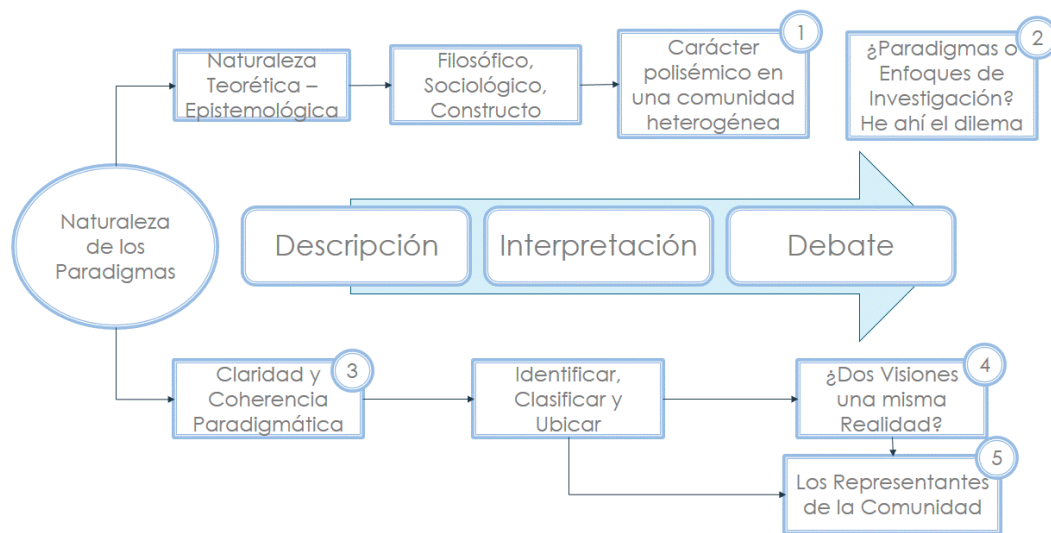 Naturaleza
Teorética –
Epistemológica
Filosófico,
Sociológico,
Constructo
1
Carácter
polisémico en
una comunidad
heterogénea
2
¿Paradigmas o
Enfoques de
Investigación?
He ahí el dilema
Naturaleza
de los
Paradigmas
Descripción
Interpretación
Debate
3
Claridad y
Coherencia
Paradigmática
Identificar,
Clasificar y
Ubicar
4
¿Dos Visiones
una misma
Realidad?
5
Los Representantes
de la Comunidad